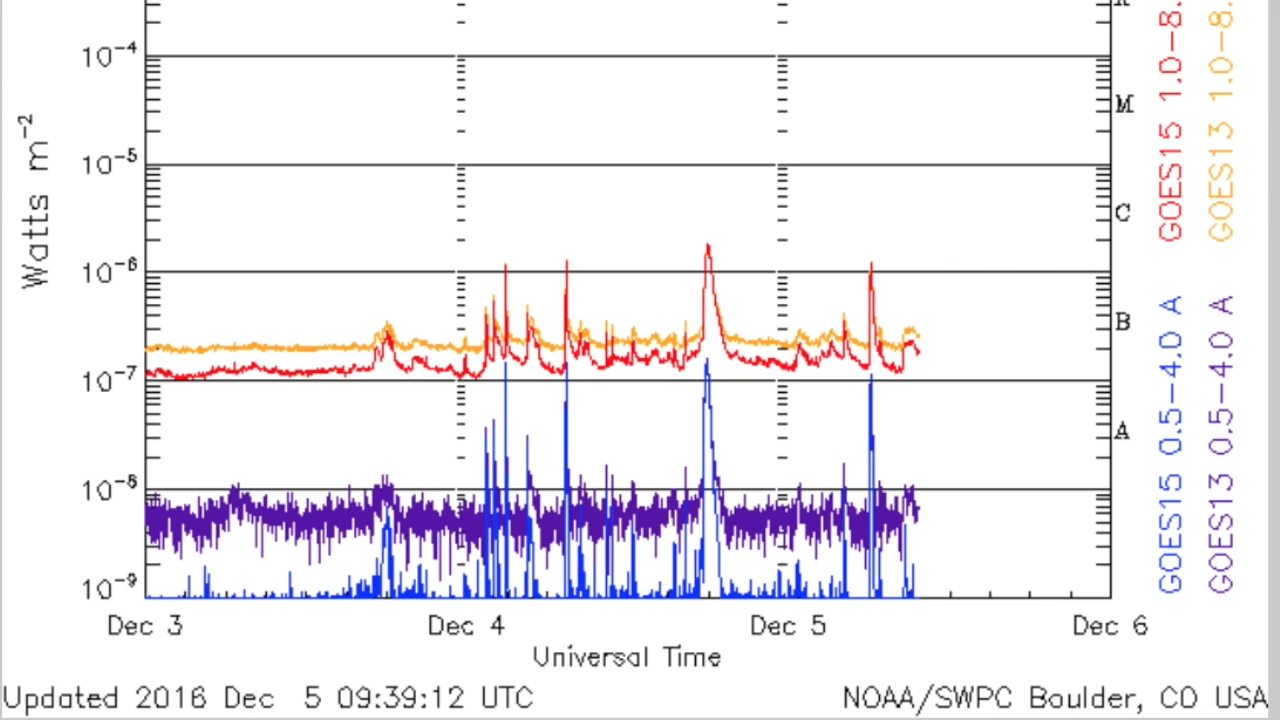 10-4
M
10-5
C
Watts m-2
10-6
B
10-7
A
10-8
10-9
Dec 3 Dec 4 Dec 5 Dec 6
Universal Time
Updated 2016 Dec 5 09:39:12 UTC
NOAA/SWPC Boulder, CO USA
GOES15 0.5-4.0 A GOES15 1.0-8.
GOES13 0.5-4.0 A GOES13 1.0-8.